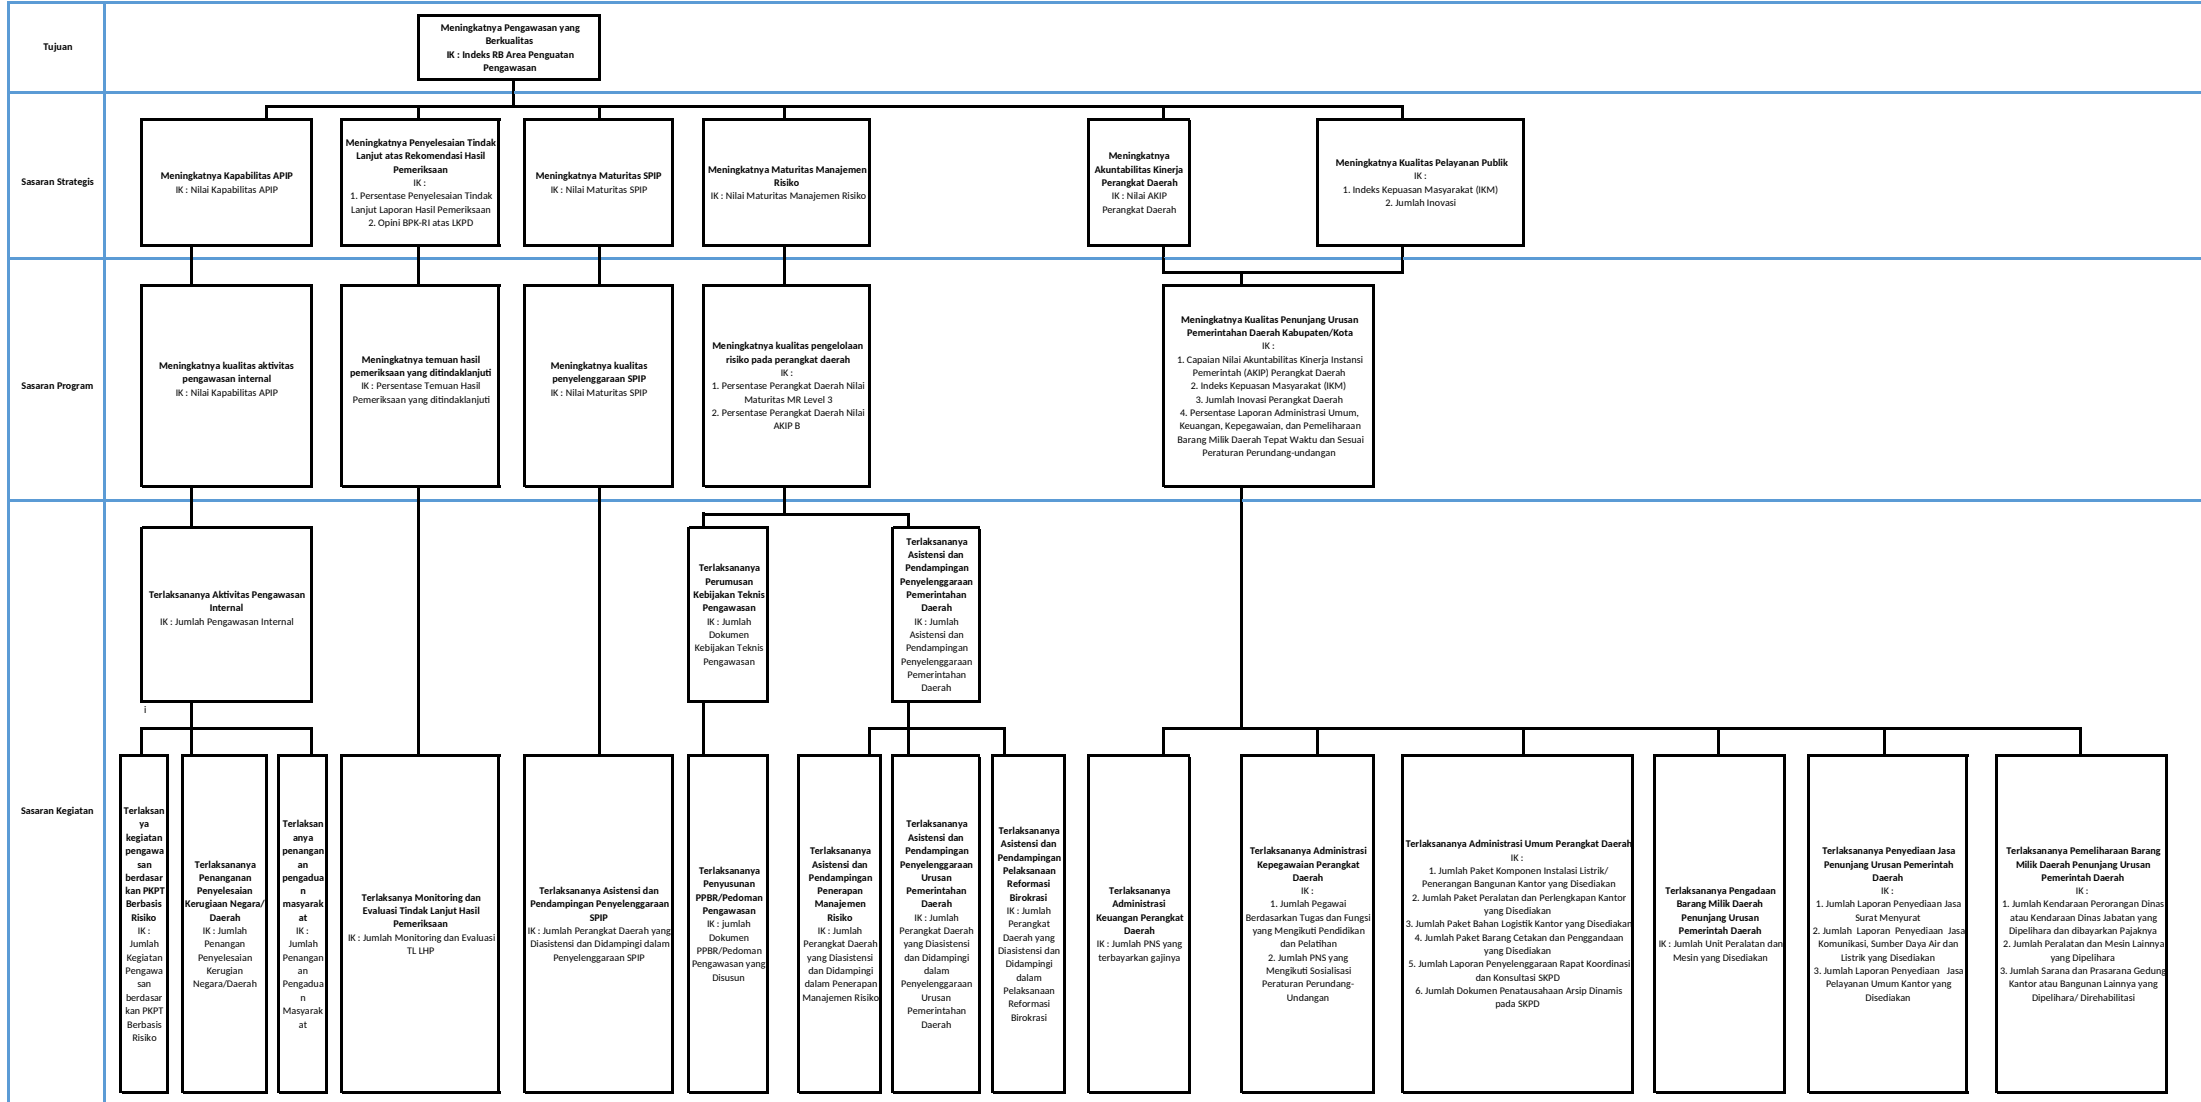 Tujuan
Meningkatnya Pengawasan yang
Berkualitas
IK : Indeks RB Area Penguatan
Pengawasan
Sasaran Strategis
Meningkatnya Kapabilitas APIP
IK : Nilai Kapabilitas APIP
Meningkatnya Penyelesaian Tindak
Lanjut atas Rekomendasi Hasil
Pemeriksaan
IK :
1. Persentase Penyelesaian Tindak
Lanjut Laporan Hasil Pemeriksaan
2. Opini BPK-RI atas LKPD
Meningkatnya Maturitas SPIP
IK : Nilai Maturitas SPIP
Meningkatnya Maturitas Manajemen
Risiko
IK : Nilai Maturitas Manajemen Risiko
Meningkatnya
Akuntabilitas Kinerja
Perangkat Daerah
IK : Nilai AKIP
Perangkat Daerah
Meningkatnya Kualitas Pelayanan Publik
IK :
1. Indeks Kepuasan Masyarakat (IKM)
2. Jumlah Inovasi
Sasaran Program
Meningkatnya kualitas aktivitas
pengawasan internal
IK : Nilai Kapabilitas APIP
Meningkatnya temuan hasil
pemeriksaan yang ditindaklanjuti
IK : Persentase Temuan Hasil
Pemeriksaan yang ditindaklanjuti
Meningkatnya kualitas
penyelenggaraan SPIP
IK : Nilai Maturitas SPIP
Meningkatnya kualitas pengelolaan
risiko pada perangkat daerah
IK :
1. Persentase Perangkat Daerah Nilai
Maturitas MR Level 3
2. Persentase Perangkat Daerah Nilai
AKIP B
Meningkatnya Kualitas Penunjang Urusan
Pemerintahan Daerah Kabupaten/Kota
IK :
1. Capaian Nilai Akuntabilitas Kinerja Instansi
Pemerintah (AKIP) Perangkat Daerah
2. Indeks Kepuasan Masyarakat (IKM)
3. Jumlah Inovasi Perangkat Daerah
4. Persentase Laporan Administrasi Umum,
Keuangan, Kepegawaian, dan Pemeliharaan
Barang Milik Daerah Tepat Waktu dan Sesuai
Peraturan Perundang-undangan
Sasaran Kegiatan
Terlaksananya Aktivitas Pengawasan
Internal
IK : Jumlah Pengawasan Internal
i
Terlaksananya
Perumusan
Kebijakan Teknis
Pengawasan
IK : Jumlah
Dokumen
Kebijakan Teknis
Pengawasan
Terlaksananya
Asistensi dan
Pendampingan
Penyelenggaraan
Pemerintahan
Daerah
IK : Jumlah
Asistensi dan
Pendampingan
Penyelenggaraan
Pemerintahan
Daerah
Terlaksan
ya
kegiatan
pengawa
san
berdasar
kan PKPT
Berbasis
Risiko
IK :
Jumlah
Kegiatan
Pengawa
san
berdasar
kan PKPT
Berbasis
Risiko
Terlaksananya
Penanganan
Penyelesaian
Kerugiaan Negara/
Daerah
IK : Jumlah
Penangan
Penyelesaian
Kerugian
Negara/Daerah
Terlaksan
anya
penangan
an
pengadua
n
masyarak
at
IK :
Jumlah
Penangan
an
Pengadua
n
Masyarak
at
Terlaksanya Monitoring dan
Evaluasi Tindak Lanjut Hasil
Pemeriksaan
IK : Jumlah Monitoring dan Evaluasi
TL LHP
Terlaksananya Asistensi dan
Pendampingan Penyelenggaraan
SPIP
IK : Jumlah Perangkat Daerah yang
Diasistensi dan Didampingi dalam
Penyelenggaraan SPIP
Terlaksananya
Penyusunan
PPBR/Pedoman
Pengawasan
IK : jumlah
Dokumen
PPBR/Pedoman
Pengawasan yang
Disusun
Terlaksananya
Asistensi dan
Pendampingan
Penerapan
Manajemen
Risiko
IK : Jumlah
Perangkat Daerah
yang Diasistensi
dan Didampingi
dalam Penerapan
Manajemen Risiko
Terlaksananya
Asistensi dan
Pendampingan
Penyelenggaraan
Urusan
Pemerintahan
Daerah
IK : Jumlah
Perangkat Daerah
yang Diasistensi
dan Didampingi
dalam
Penyelenggaraan
Urusan
Pemerintahan
Daerah
Terlaksananya
Asistensi dan
Pendampingan
Pelaksanaan
Reformasi
Birokrasi
IK : Jumlah
Perangkat
Daerah yang
Diasistensi dan
Didampingi
dalam
Pelaksanaan
Reformasi
Birokrasi
Terlaksananya
Administrasi
Keuangan Perangkat
Daerah
IK : Jumlah PNS yang
terbayarkan gajinya
Terlaksananya Administrasi
Kepegawaian Perangkat
Daerah
IK :
1. Jumlah Pegawai
Berdasarkan Tugas dan Fungsi
yang Mengikuti Pendidikan
dan Pelatihan
2. Jumlah PNS yang
Mengikuti Sosialisasi
Peraturan Perundang-
Undangan
Terlaksananya Administrasi Umum Perangkat Daerah
IK :
1. Jumlah Paket Komponen Instalasi Listrik/
Penerangan Bangunan Kantor yang Disediakan
2. Jumlah Paket Peralatan dan Perlengkapan Kantor
yang Disediakan
3. Jumlah Paket Bahan Logistik Kantor yang Disediakan
4. Jumlah Paket Barang Cetakan dan Penggandaan
yang Disediakan
5. Jumlah Laporan Penyelenggaraan Rapat Koordinasi
dan Konsultasi SKPD
6. Jumlah Dokumen Penatausahaan Arsip Dinamis
pada SKPD
Terlaksananya Pengadaan
Barang Milik Daerah
Penunjang Urusan
Pemerintah Daerah
IK : Jumlah Unit Peralatan dan
Mesin yang Disediakan
Terlaksananya Penyediaan Jasa
Penunjang Urusan Pemerintah
Daerah
IK :
1. Jumlah Laporan Penyediaan Jasa
Surat Menyurat
2. Jumlah Laporan Penyediaan Jasa
Komunikasi, Sumber Daya Air dan
Listrik yang Disediakan
3. Jumlah Laporan Penyediaan Jasa
Pelayanan Umum Kantor yang
Disediakan
Terlaksananya Pemeliharaan Barang
Milik Daerah Penunjang Urusan
Pemerintah Daerah
IK :
1. Jumlah Kendaraan Perorangan Dinas
atau Kendaraan Dinas Jabatan yang
Dipelihara dan dibayarkan Pajaknya
2. Jumlah Peralatan dan Mesin Lainnya
yang Dipelihara
3. Jumlah Sarana dan Prasarana Gedung
Kantor atau Bangunan Lainnya yang
Dipelihara/ Direhabilitasi